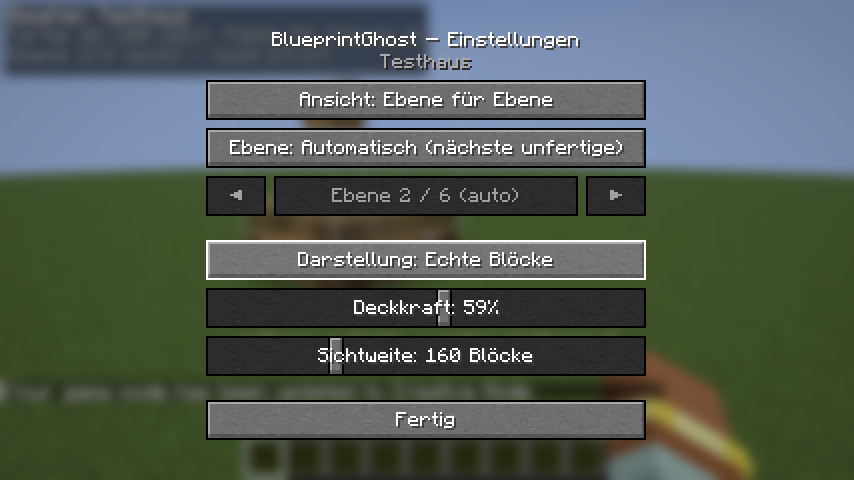 BlueprintGhost — Einstellungen
Testhaus
Ansicht: Ebene für Ebene
Ebene: Automatisch (nächste unfertige)
◄ Ebene 2 / 6 (auto) ►
Darstellung: Echte Blöcke
Deckkraft: 59%
Sichtweite: 160 Blöcke
Fertig